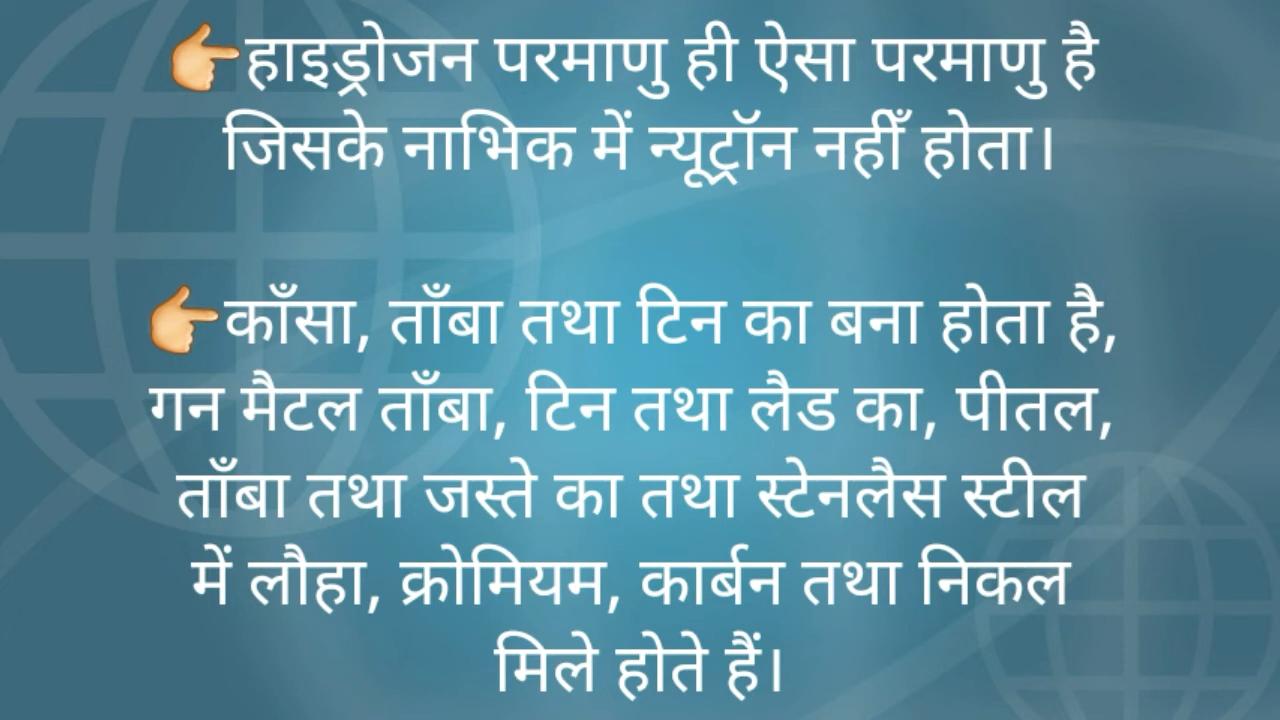 👉हाइड्रोजन परमाणु ही ऐसा परमाणु है
जिसके नाभिक में न्यूट्रॉन नहीँ होता।
👉काँसा, ताँबा तथा टिन का बना होता है,
गन मैटल ताँबा, टिन तथा लैड का, पीतल,
ताँबा तथा जस्ते का तथा स्टेनलैस स्टील
में लौहा, क्रोमियम, कार्बन तथा निकल
मिले होते हैं।